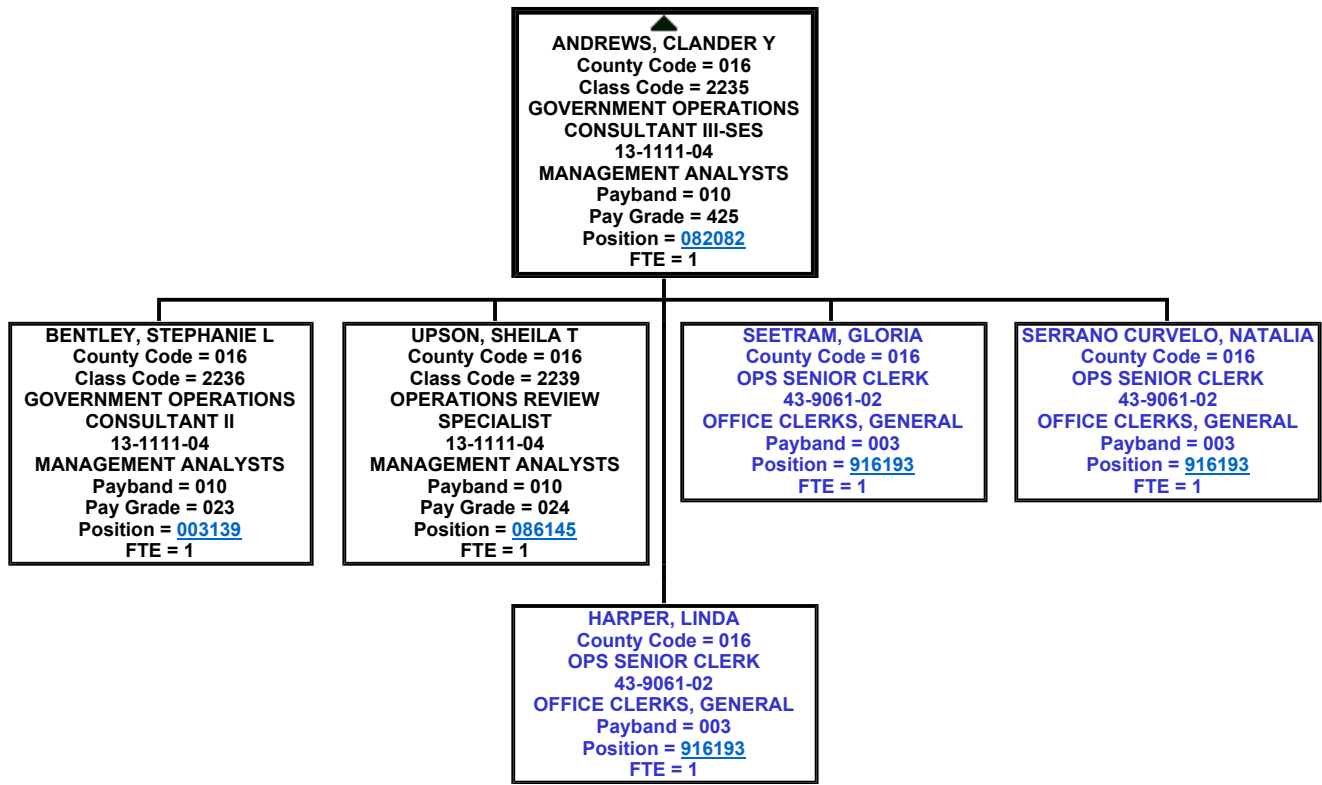 ANDREWS, CLANDER Y
County Code = 016
Class Code = 2235
GOVERNMENT OPERATIONS
CONSULTANT III-SES
13-1111-04
MANAGEMENT ANALYSTS
Payband = 010
Pay Grade = 425
Position = 082082
FTE = 1
BENTLEY, STEPHANIE L
County Code = 016
Class Code = 2236
GOVERNMENT OPERATIONS
CONSULTANT II
13-1111-04
MANAGEMENT ANALYSTS
Payband = 010
Pay Grade = 023
Position = 003139
FTE = 1
UPSON, SHEILA T
County Code = 016
Class Code = 2239
OPERATIONS REVIEW
SPECIALIST
13-1111-04
MANAGEMENT ANALYSTS
Payband = 010
Pay Grade = 024
Position = 086145
FTE = 1
SEETRAM, GLORIA
County Code = 016
OPS SENIOR CLERK
43-9061-02
OFFICE CLERKS, GENERAL
Payband = 003
Position = 916193
FTE = 1
SERRANO CURVELO, NATALIA
County Code = 016
OPS SENIOR CLERK
43-9061-02
OFFICE CLERKS, GENERAL
Payband = 003
Position = 916193
FTE = 1
HARPER, LINDA
County Code = 016
OPS SENIOR CLERK
43-9061-02
OFFICE CLERKS, GENERAL
Payband = 003
Position = 916193
FTE = 1